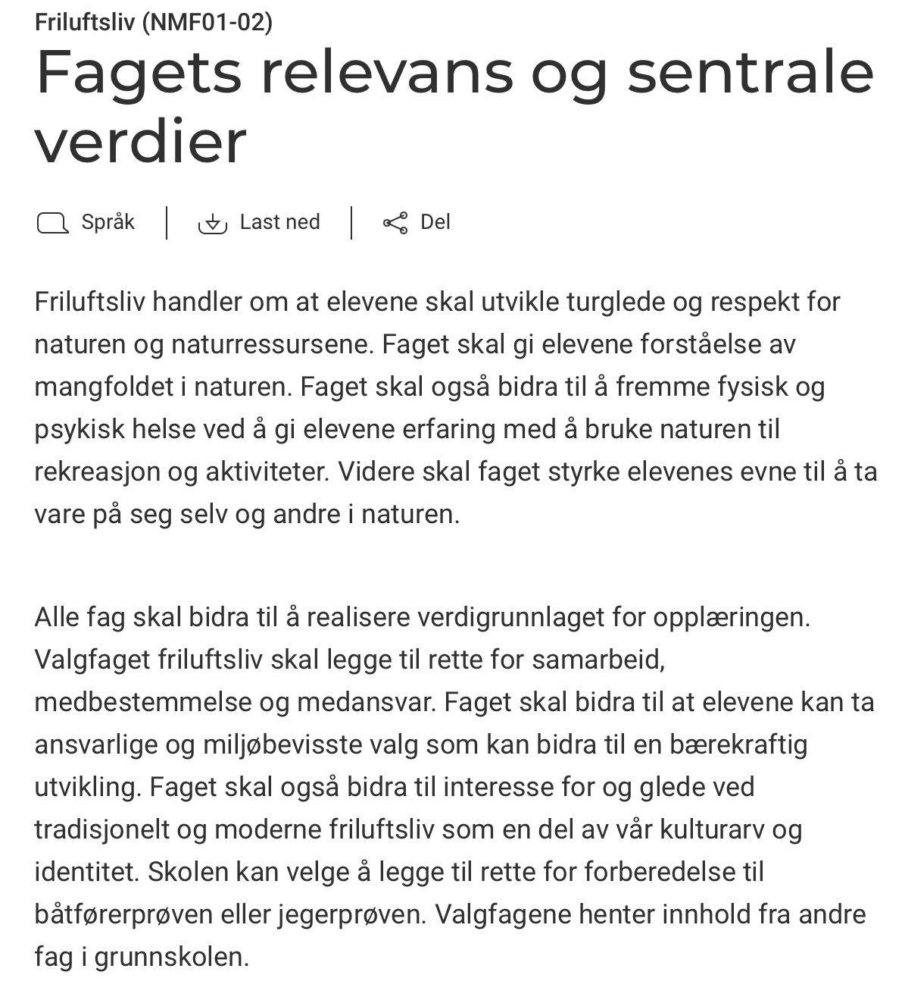 Friluftsliv (NMF01-02)
Fagets relevans og sentrale
verdier
Språk
Last ned
Del
Friluftsliv handler om at elevene skal utvikle turglede og respekt for
naturen og naturressursene. Faget skal gi elevene forståelse av
mangfoldet i naturen. Faget skal også bidra til å fremme fysisk og
psykisk helse ved å gi elevene erfaring med å bruke naturen til
rekreasjon og aktiviteter. Videre skal faget styrke elevenes evne til å ta
vare på seg selv og andre i naturen.
Alle fag skal bidra til å realisere verdigrunnlaget for opplæringen.
Valgfaget friluftsliv skal legge til rette for samarbeid,
medbestemmelse og medansvar. Faget skal bidra til at elevene kan ta
ansvarlige og miljøbevisste valg som kan bidra til en bærekraftig
utvikling. Faget skal også bidra til interesse for og glede ved
tradisjonelt og moderne friluftsliv som en del av vår kulturarv og
identitet. Skolen kan velge å legge til rette for forberedelse til
båtførerprøven eller jegerprøven. Valgfagene henter innhold fra andre
fag i grunnskolen.